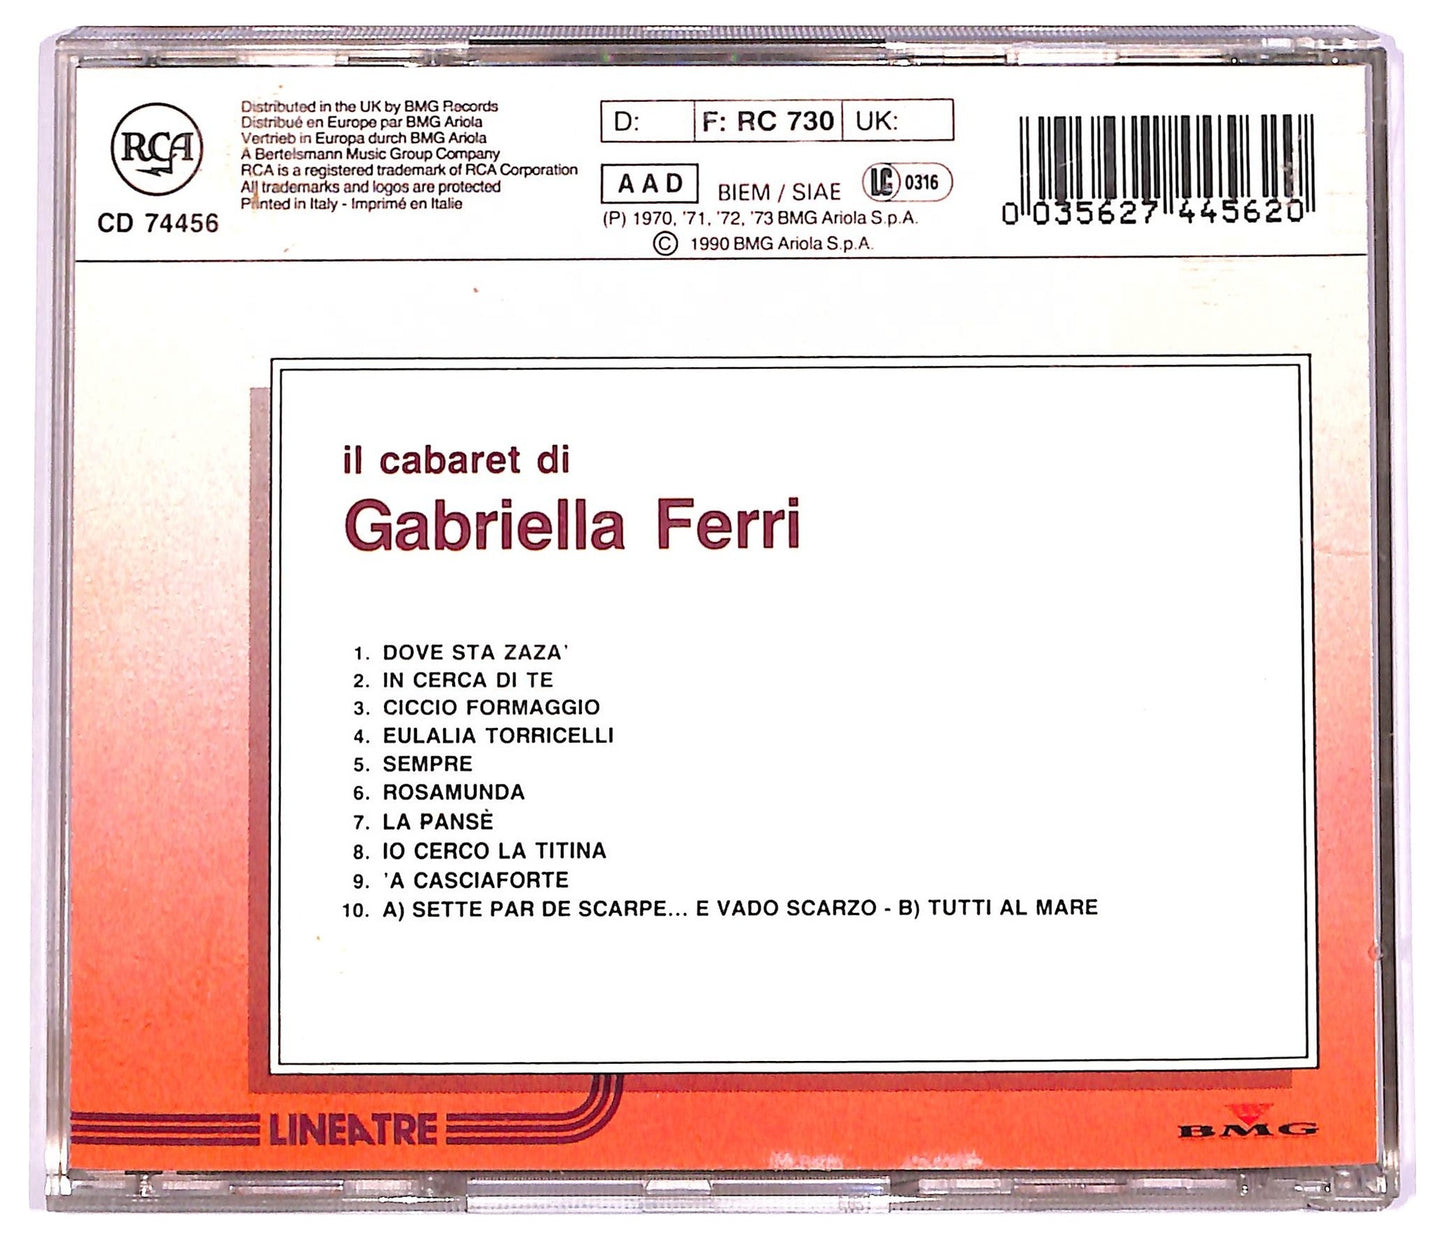 RCA
CD 74456
Distributed in the UK by BMG Records
Distribué en Europe par BMG Ariola
Vertrieb in Europa durch BMG Ariola
A Bertelsmann Music Group Company
RCA is a registered trademark of RCA Corporation
All trademarks and logos are protected
Printed in Italy - Imprimé en Italie
D: F: RC 730 UK:
AAD BIEM / SIAE LC 0316
(P) 1970, '71, '72, '73 BMG Ariola S.p.A.
© 1990 BMG Ariola S.p.A.
0 035627 445620
il cabaret di
Gabriella Ferri
1. DOVE STA ZAZA'
2. IN CERCA DI TE
3. CICCIO FORMAGGIO
4. EULALIA TORRICELLI
5. SEMPRE
6. ROSAMUNDA
7. LA PANSÈ
8. IO CERCO LA TITINA
9. 'A CASCIAFORTE
10. A) SETTE PAR DE SCARPE... E VADO SCARZO - B) TUTTI AL MARE
LINEATRE
BMG